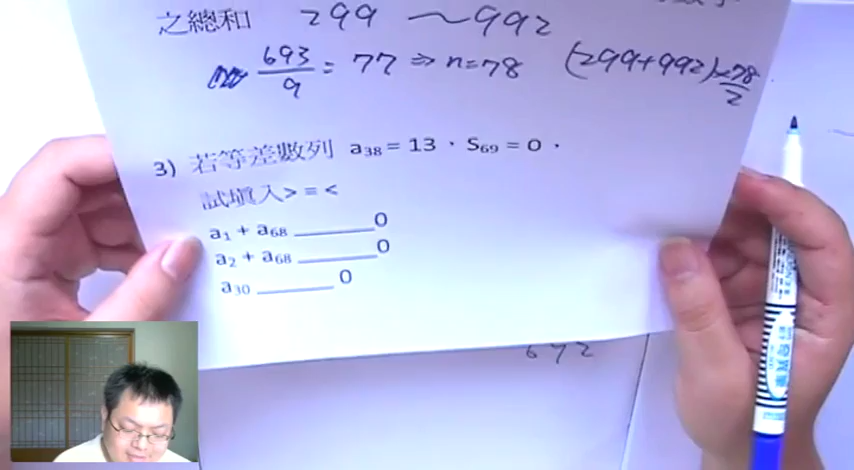 之總和 299 ~ 992
693/9 = 77 ⇒ n=78 (299+992)×78/2
3) 若等差數列 a₃₈ = 13 · S₆₉ = 0 ·
試填入> = <
a₁ + a₆₈ ______ 0
a₂ + a₆₈ ______ 0
a₃₀ ______ 0